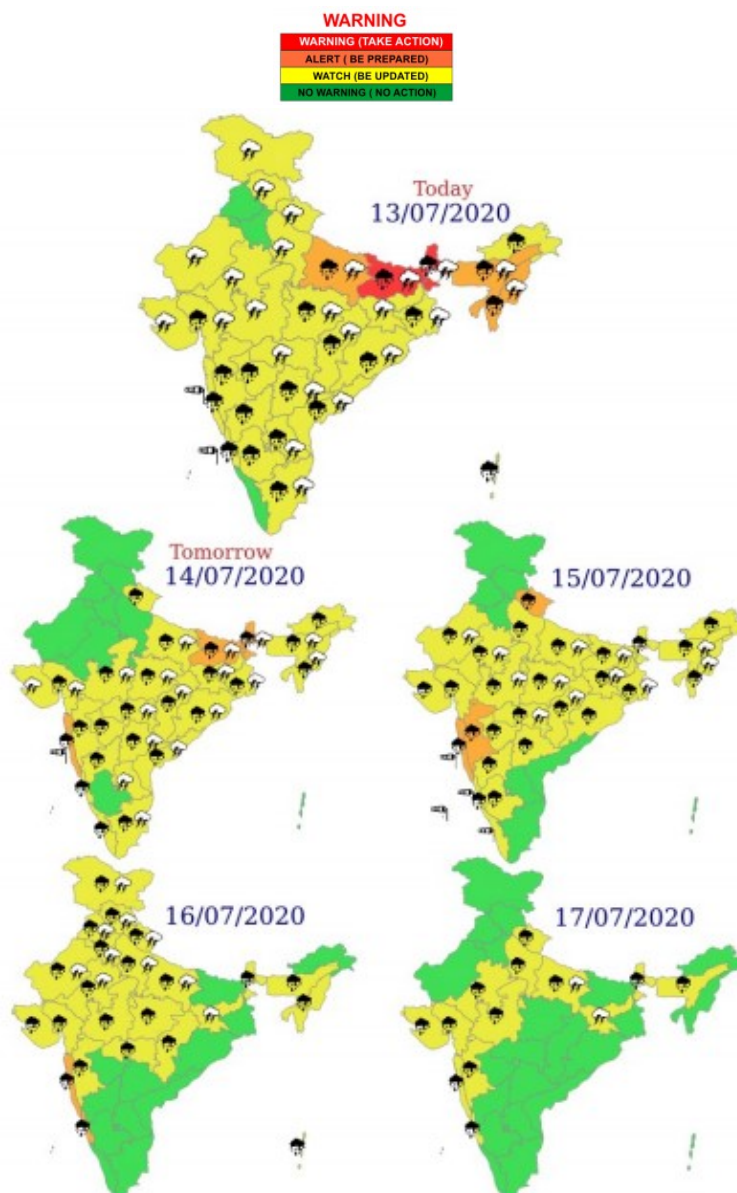 WARNING
WARNING (TAKE ACTION)
ALERT ( BE PREPARED)
WATCH (BE UPDATED)
NO WARNING ( NO ACTION)
Today
13/07/2020
Tomorrow
14/07/2020
15/07/2020
16/07/2020
17/07/2020